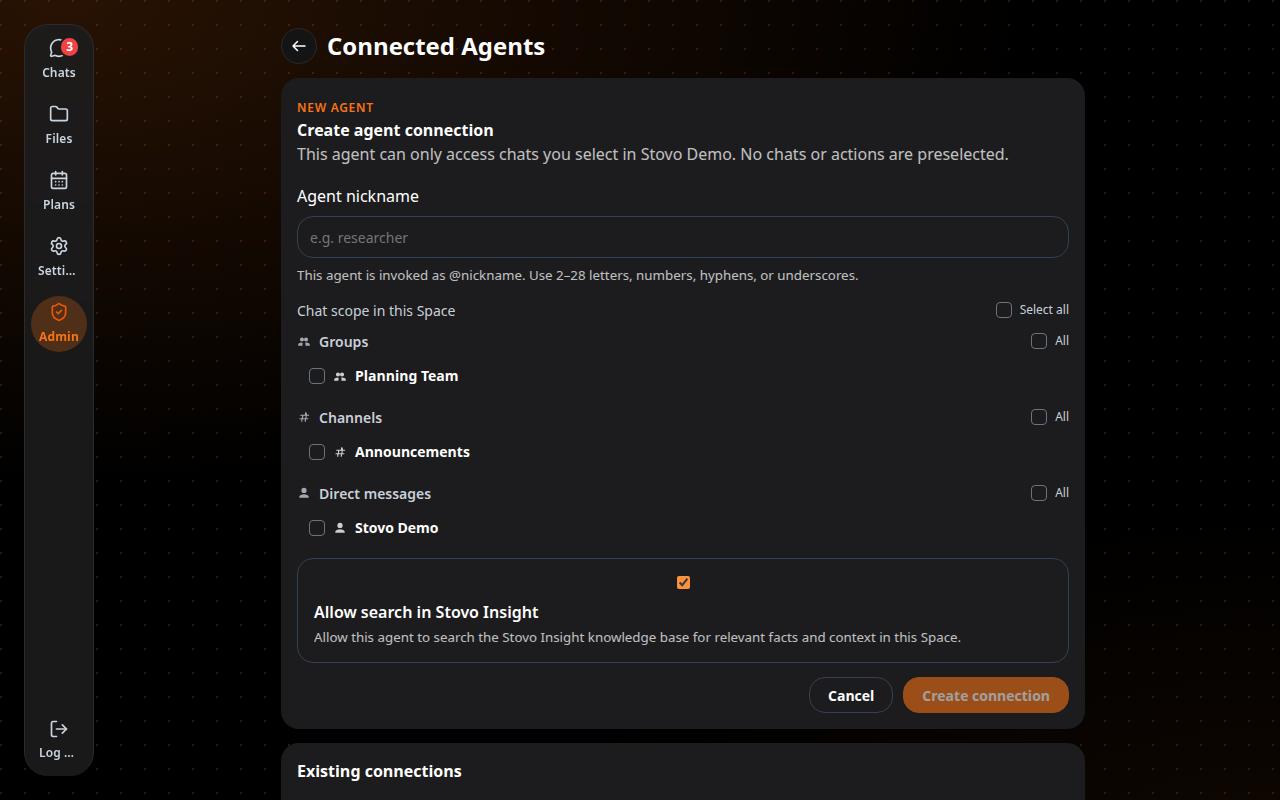 3
Chats
Files
Plans
Setti...
Admin
Log ...
Connected Agents
NEW AGENT
Create agent connection
This agent can only access chats you select in Stovo Demo. No chats or actions are preselected.
Agent nickname
e.g. researcher
This agent is invoked as @nickname. Use 2–28 letters, numbers, hyphens, or underscores.
Chat scope in this Space
Select all
Groups
All
Planning Team
Channels
All
Announcements
Direct messages
All
Stovo Demo
Allow search in Stovo Insight
Allow this agent to search the Stovo Insight knowledge base for relevant facts and context in this Space.
Cancel
Create connection
Existing connections